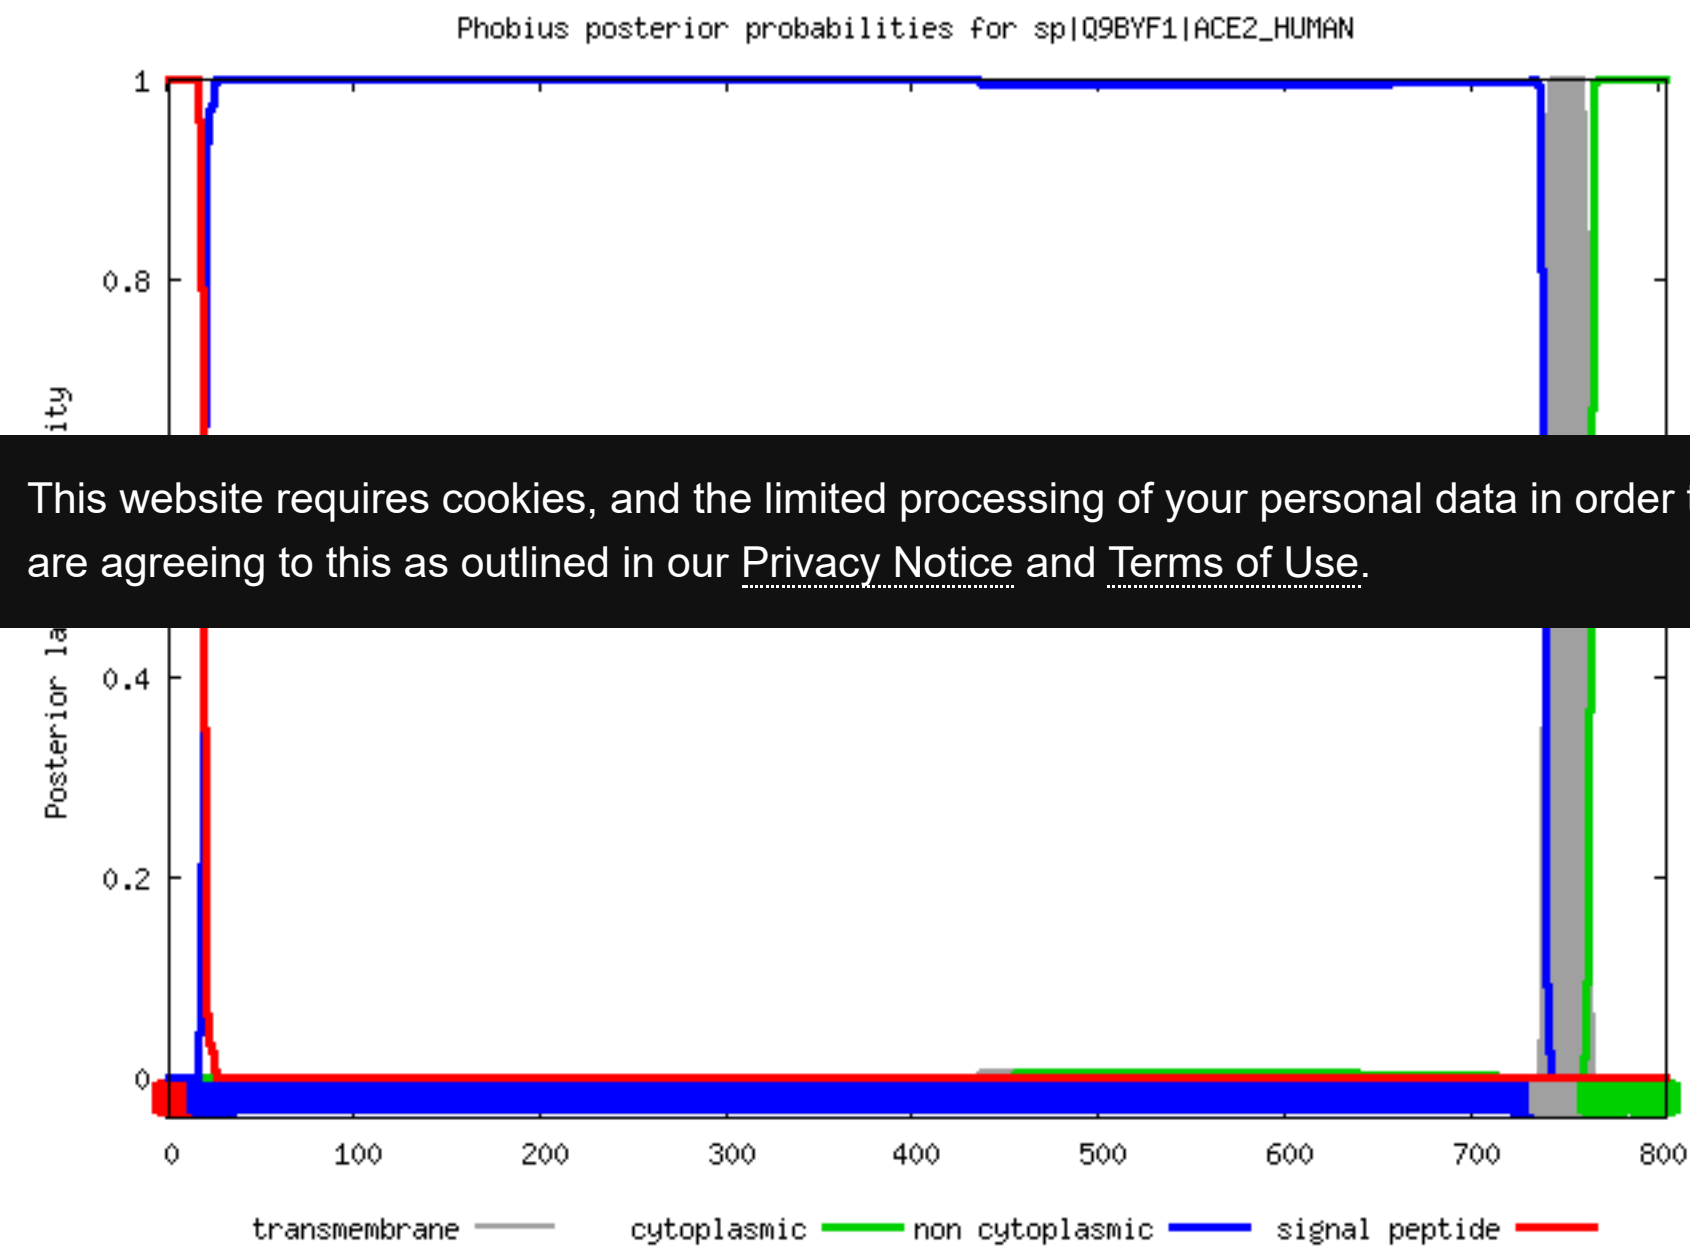 Phobius posterior probabilities for sp|Q9BYF1|ACE2_HUMAN
1
0.8
This website requires cookies, and the limited processing of your personal data in order
are agreeing to this as outlined in our Privacy Notice and Terms of Use.
Posterior
0.4
0.2
0
0 100 200 300 400 500 600 700 800
transmembrane cytoplasmic non cytoplasmic signal peptide